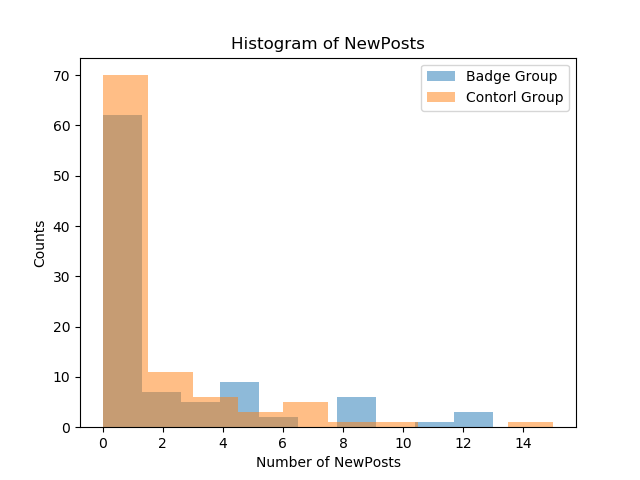 Histogram of NewPosts
Badge Group
Contorl Group
70
60
50
40
30
20
10
0
Counts
0 2 4 6 8 10 12 14
Number of NewPosts